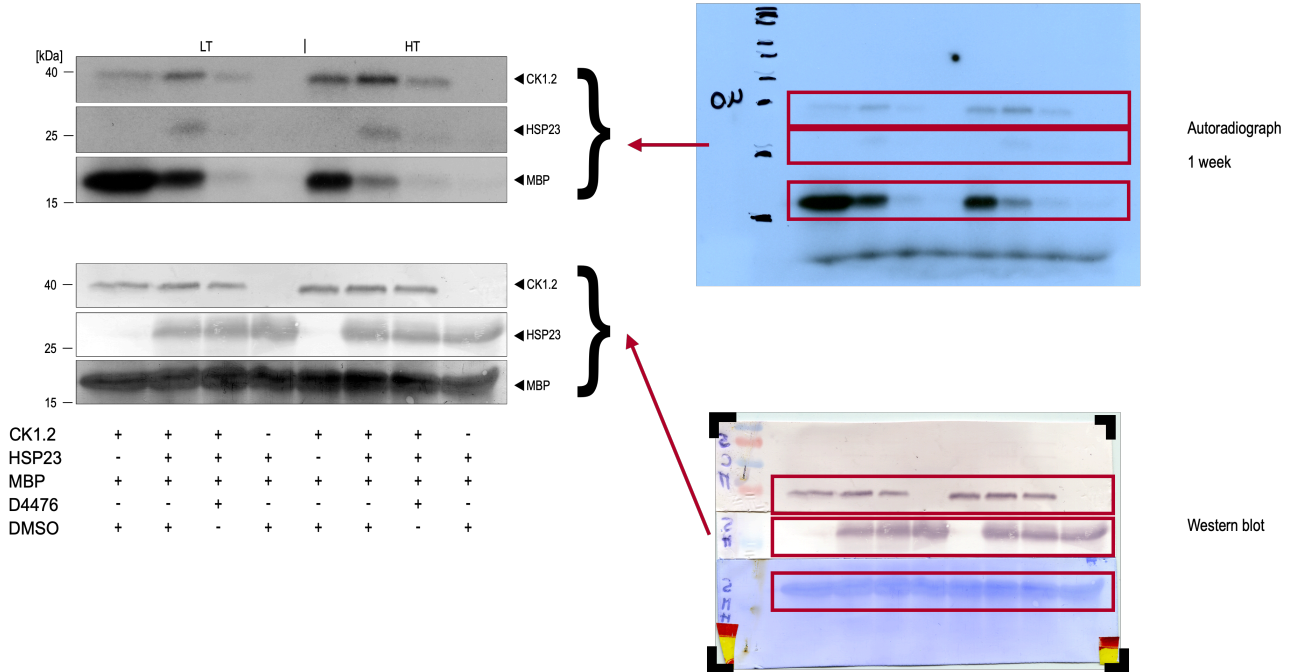 LT | HT
[kDa]
40
CK1.2
25
HSP23
MBP
15
Autoradiograph
1 week
40
CK1.2
HSP23
25
MBP
15
CK1.2 + + + - + + + -
HSP23 - + + + - + + +
MBP + + + + + + + +
D4476 - - + - - - + -
DMSO + + - + + + - +
Western blot